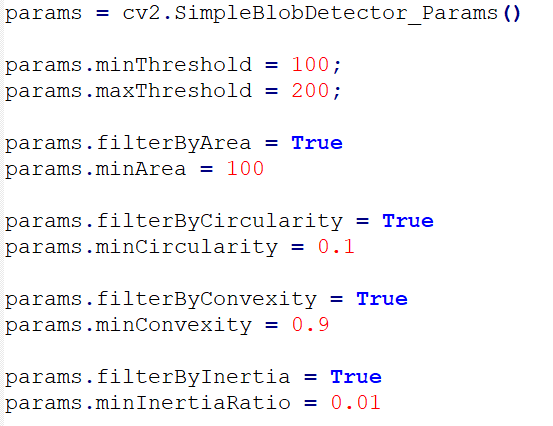 params = cv2.SimpleBlobDetector_Params()
params.minThreshold = 100;
params.maxThreshold = 200;
params.filterByArea = True
params.minArea = 100
params.filterByCircularity = True
params.minCircularity = 0.1
params.filterByConvexity = True
params.minConvexity = 0.9
params.filterByInertia = True
params.minInertiaRatio = 0.01